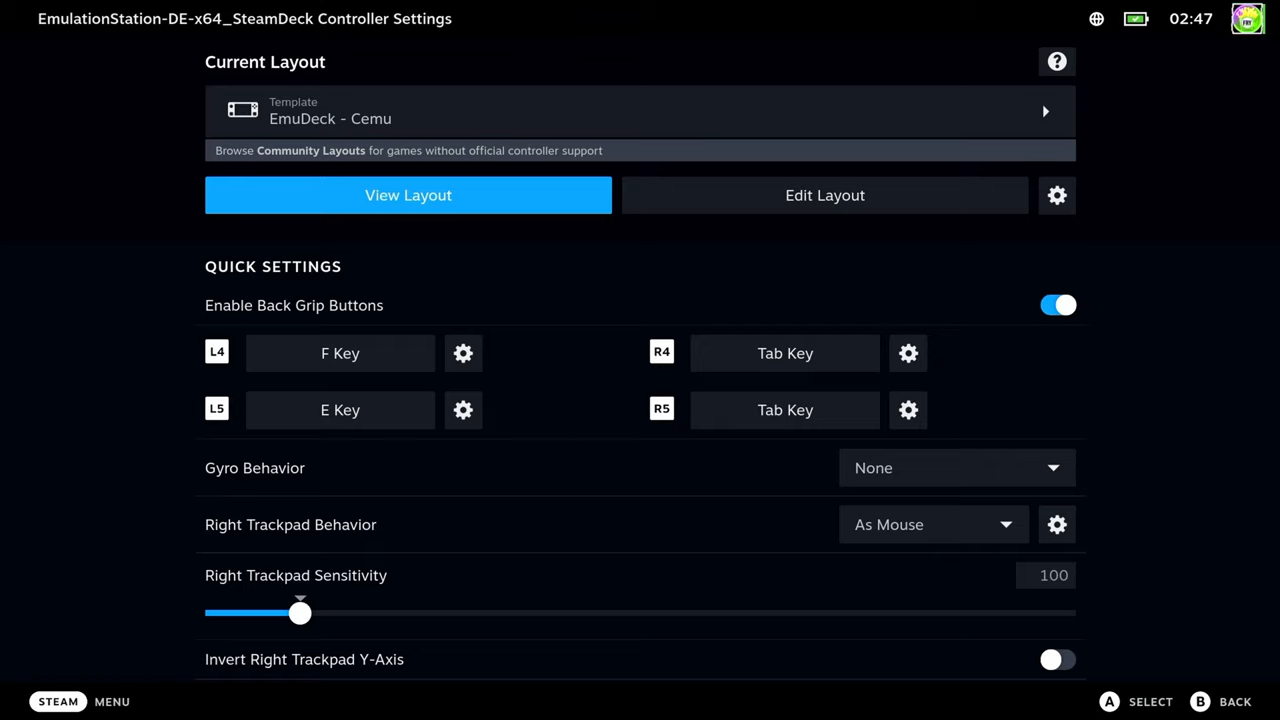 EmulationStation-DE-x64_SteamDeck Controller Settings
02:47
FRY
Current Layout
?
Template
EmuDeck - Cemu
Browse Community Layouts for games without official controller support
View Layout
Edit Layout
QUICK SETTINGS
Enable Back Grip Buttons
L4 F Key
R4 Tab Key
L5 E Key
R5 Tab Key
Gyro Behavior
None
Right Trackpad Behavior
As Mouse
Right Trackpad Sensitivity
100
Invert Right Trackpad Y-Axis
STEAM MENU
A SELECT B BACK